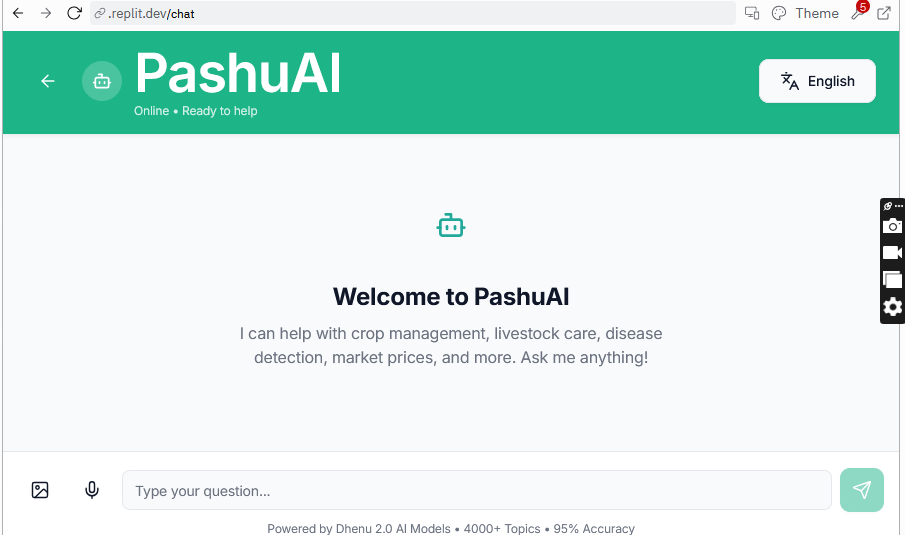 .replit.dev/chat
Theme
5
PashuAI
Online • Ready to help
English
Welcome to PashuAI
I can help with crop management, livestock care, disease
detection, market prices, and more. Ask me anything!
Type your question...
Powered by Dhenu 2.0 AI Models • 4000+ Topics • 95% Accuracy